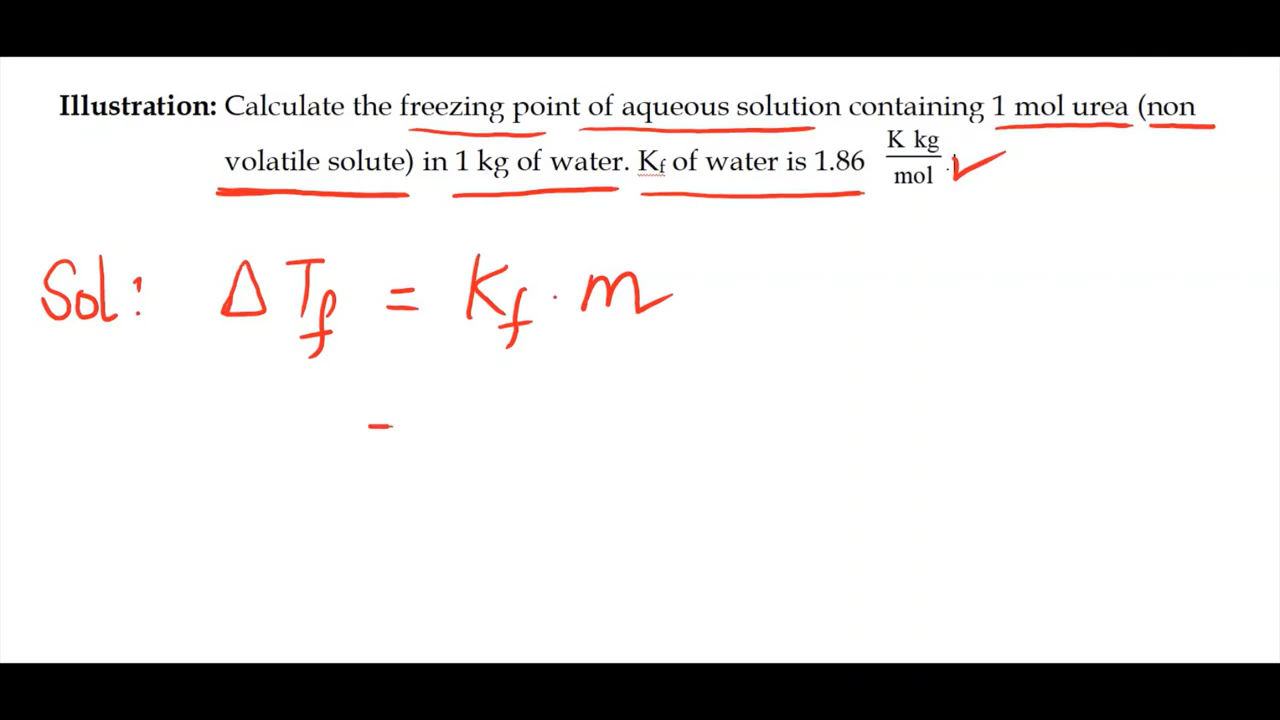 Illustration: Calculate the freezing point of aqueous solution containing 1 mol urea (non
volatile solute) in 1 kg of water. Kf of water is 1.86 K kg/mol.
Sol: Δ Tf = Kf · m
=